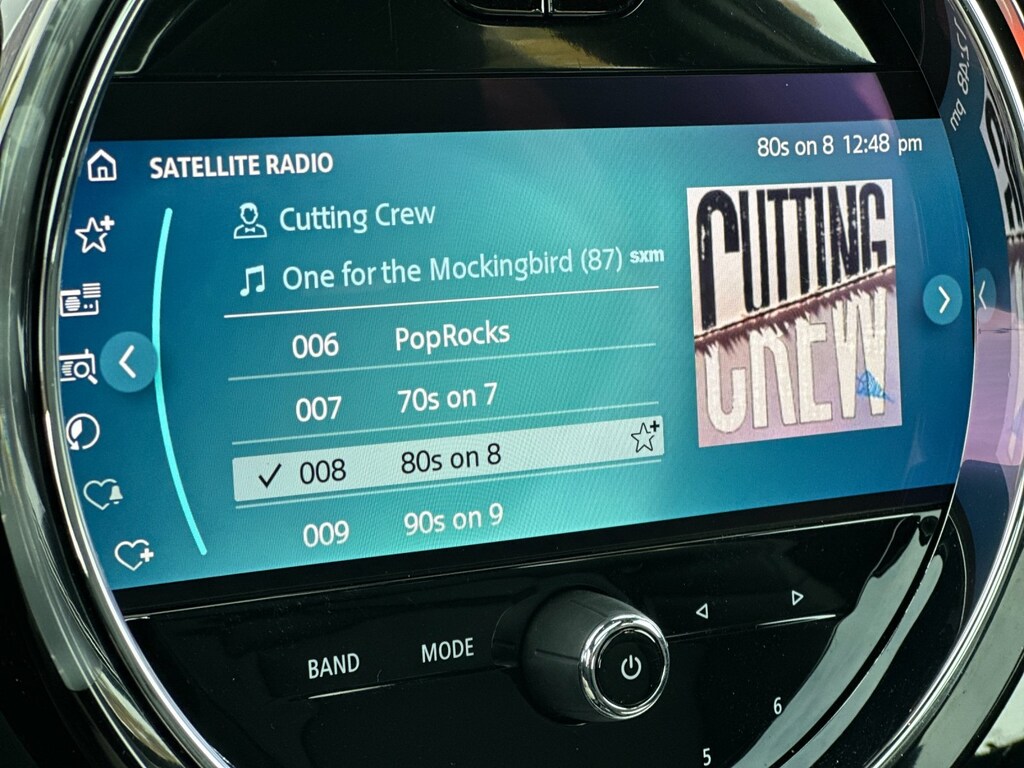 80s on 8 12:48 pm
SATELLITE RADIO
Cutting Crew
One for the Mockingbird (87) sxm
006 PopRocks
007 70s on 7
008 80s on 8
009 90s on 9
CUTTING
CREW
BAND MODE
6
5